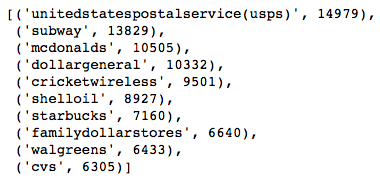 [('unitedstatespostalservice(usps)', 14979),
('subway', 13829),
('mcdonalds', 10505),
('dollargeneral', 10332),
('cricketwireless', 9501),
('shelloil', 8927),
('starbucks', 7160),
('familydollarstores', 6640),
('walgreens', 6433),
('cvs', 6305)]